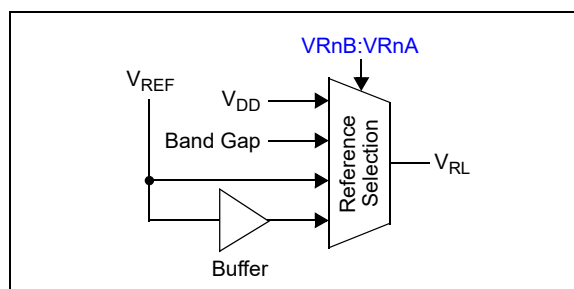 VRnB:VRnA
VREF
VDD
Band Gap
Reference
Selection
VRL
Buffer